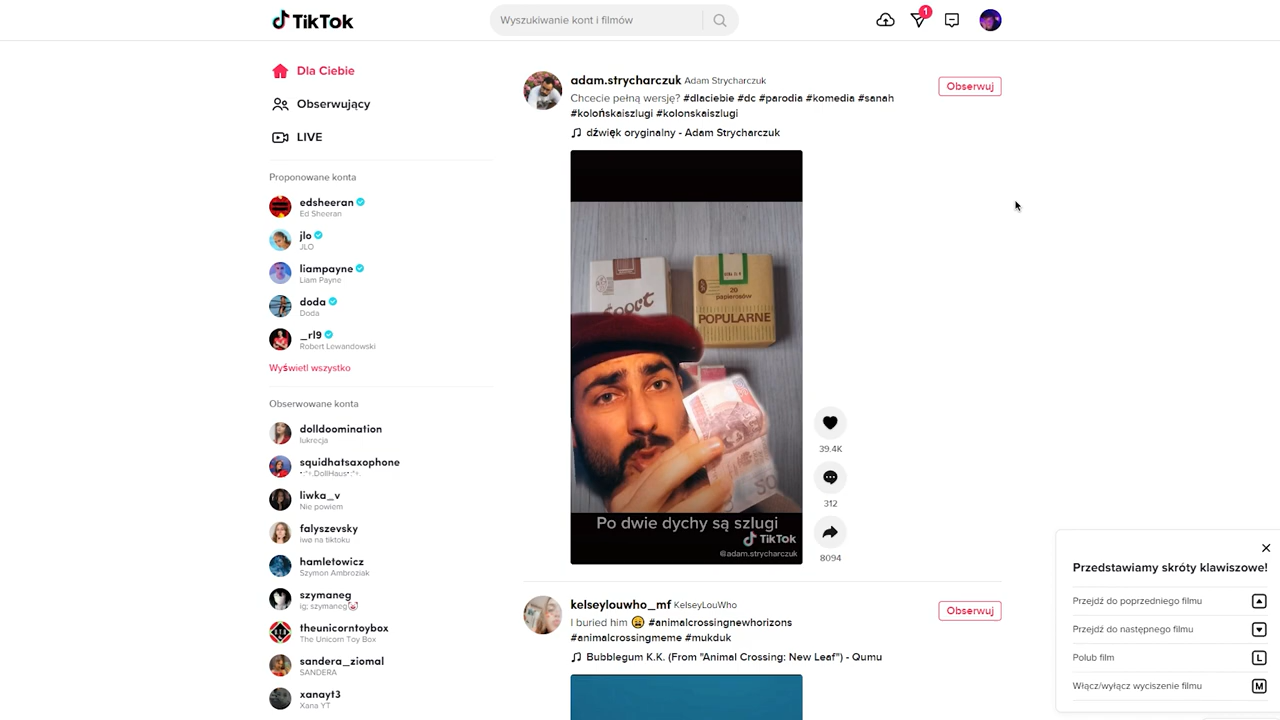 TikTok
Wyszukiwanie kont i filmów
1
Dla Ciebie
Obserwujący
LIVE
Proponowane konta
edsheeran
Ed Sheeran
jlo
JLO
liampayne
Liam Payne
doda
Doda
_rl9
Robert Lewandowski
Wyświetl wszystko
Obserwowane konta
dolldoomination
lukrecja
squidhatsaxophone
DollHaus
liwka_v
Nie powiem
falyszevsky
iwø na tiktoku
hamletowicz
Szymon Ambroziak
szymaneg
ig; szymaneg
theunicorntoybox
The Unicorn Toy Box
sandera_ziomal
SANDERA
xanayt3
Xana YT
adam.strycharczuk Adam Strycharczuk
Obserwuj
Chcecie pełną wersję? #dlaciebie #dc #parodia #komedia #sanah
#kolońskaiszlugi #kolonskaiszlugi
dźwięk oryginalny - Adam Strycharczuk
Sport
20
papierosów
POPULARNE
Po dwie dychy są szlugi
TikTok
@adam.strycharczuk
39.4K
312
8094
kelseylouwho_mf KelseyLouWho
Obserwuj
I buried him 😩 #animalcrossingnewhorizons
#animalcrossingmeme #mukduk
Bubblegum K.K. (From "Animal Crossing: New Leaf") - Qumu
Przedstawiamy skróty klawiszowe!
Przejdź do poprzedniego filmu
Przejdź do następnego filmu
Polub film L
Włącz/wyłącz wyciszenie filmu M